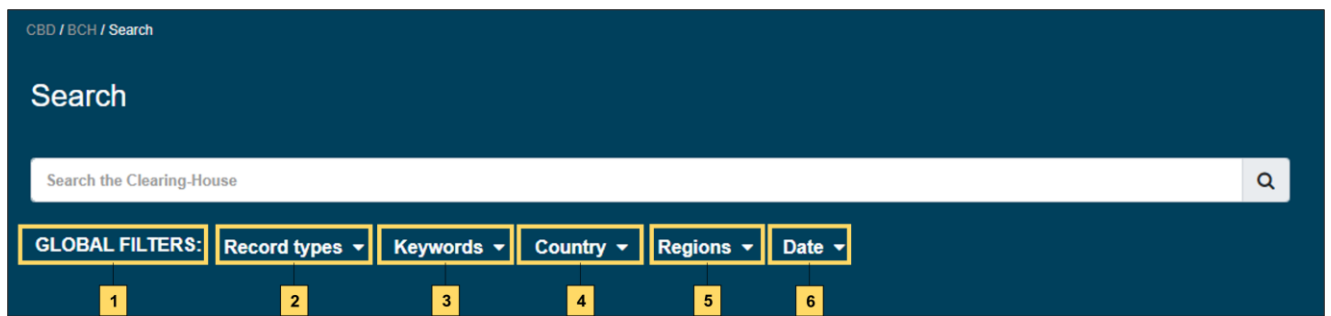 CBD / BCH / Search
Search
Search the Clearing-House
GLOBAL FILTERS: Record types Keywords Country Regions Date
1 2 3 4 5 6